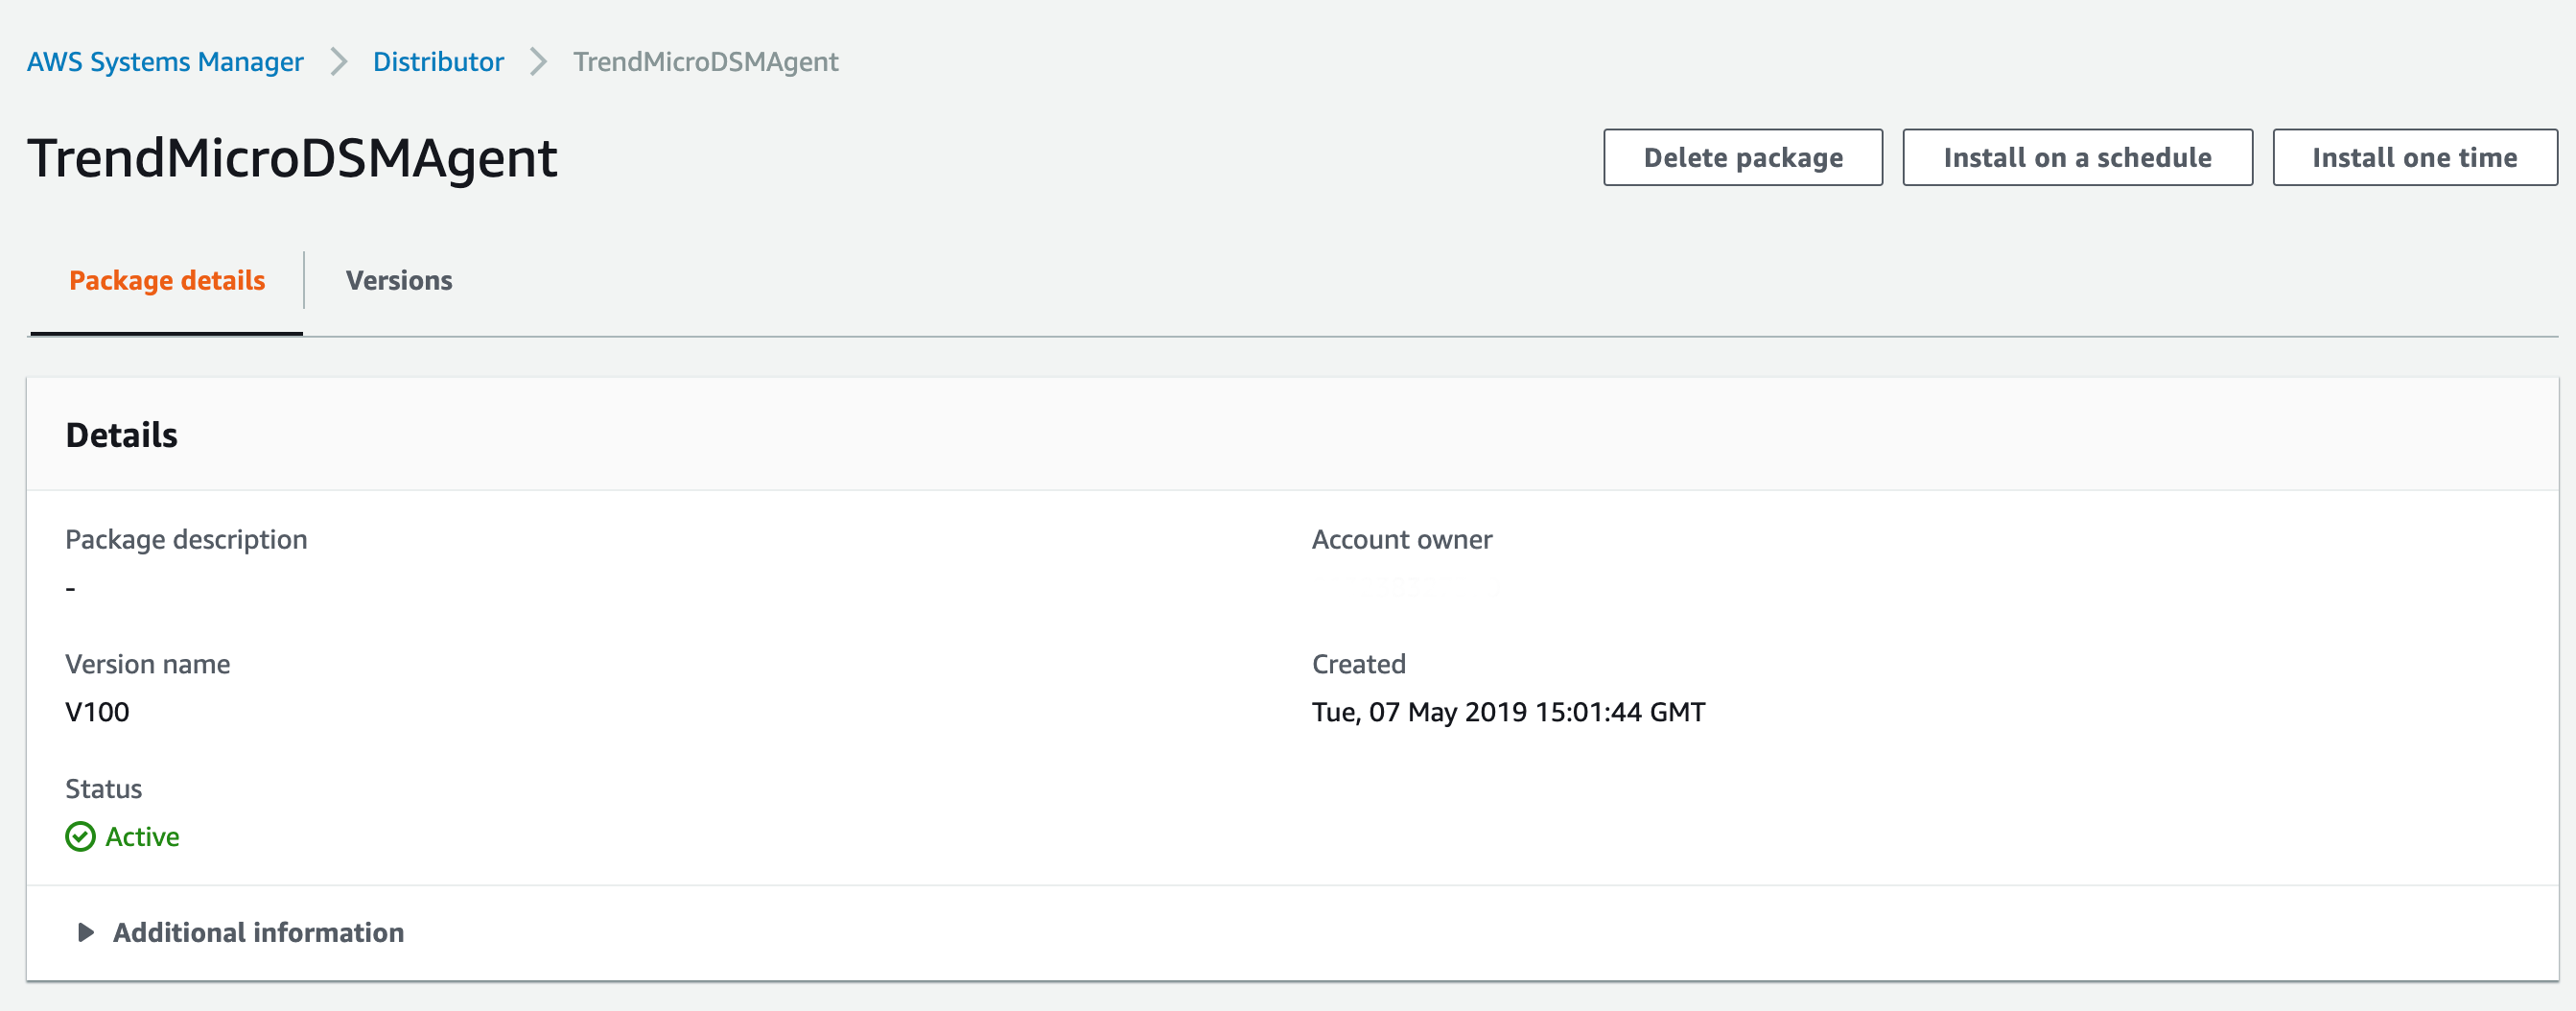 AWS Systems Manager > Distributor > TrendMicroDSMAgent
TrendMicroDSMAgent
Delete package
Install on a schedule
Install one time
Package details
Versions
Details
Package description
-
Account owner
Version name
V100
Created
Tue, 07 May 2019 15:01:44 GMT
Status
Active
Additional information